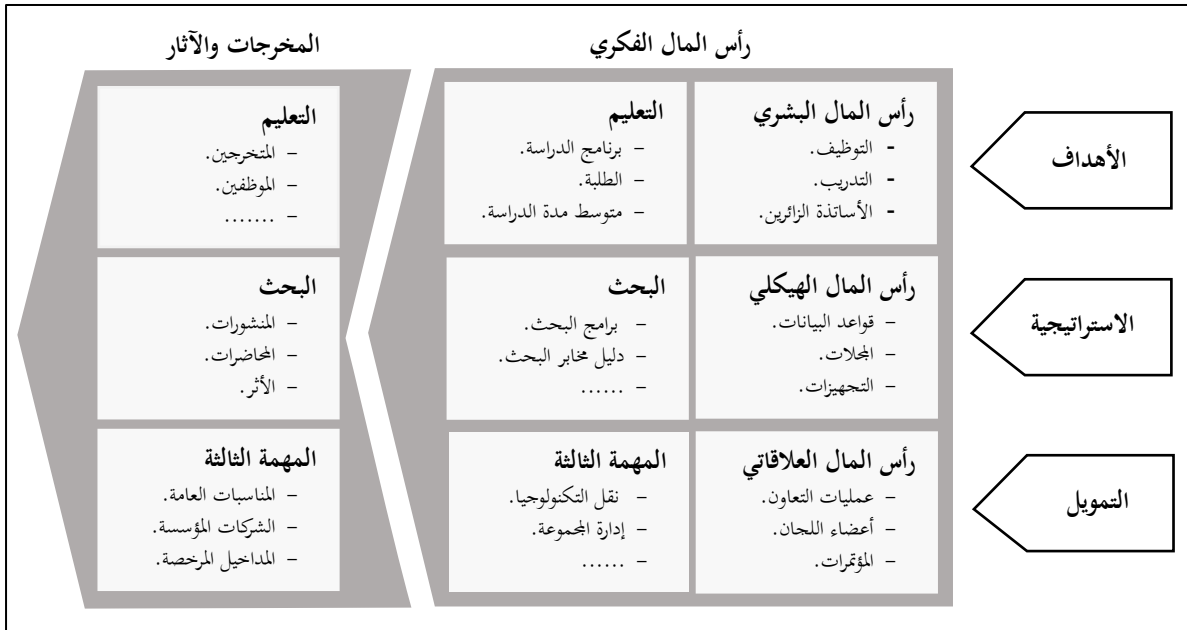 رأس المال الفكري
المخرجات والآثار
الأهداف
رأس المال البشري
- التوظيف.
- التدريب.
- الأساتذة الزائرين.
التعليم
– برنامج الدراسة.
– الطلبة.
– متوسط مدة الدراسة.
التعليم
– المتخرجين.
– الموظفين.
– .......
الاستراتيجية
رأس المال الهيكلي
– قواعد البيانات.
– المجلات.
– التجهيزات.
البحث
– برامج البحث.
– دليل مخابر البحث.
– ......
البحث
– المنشورات.
– المحاضرات.
– الأثر.
التمويل
رأس المال العلاقاتي
– عمليات التعاون.
– أعضاء اللجان.
– المؤتمرات.
المهمة الثالثة
– نقل التكنولوجيا.
– إدارة المجموعة.
– ......
المهمة الثالثة
– المناسبات العامة.
– الشركات المؤسسة.
– المداخيل المرخصة.